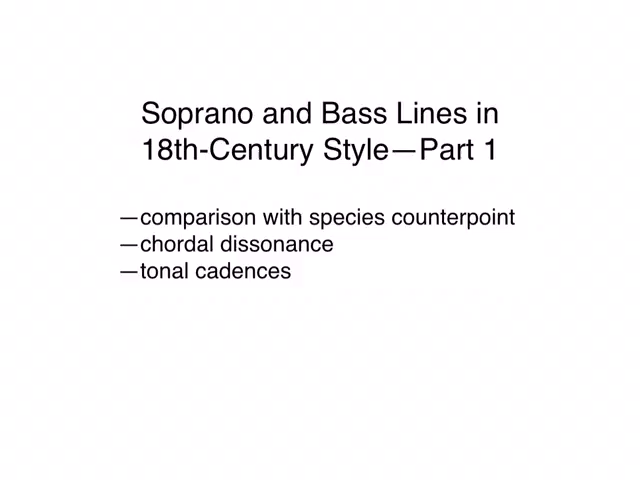 Soprano and Bass Lines in
18th-Century Style—Part 1
—comparison with species counterpoint
—chordal dissonance
—tonal cadences